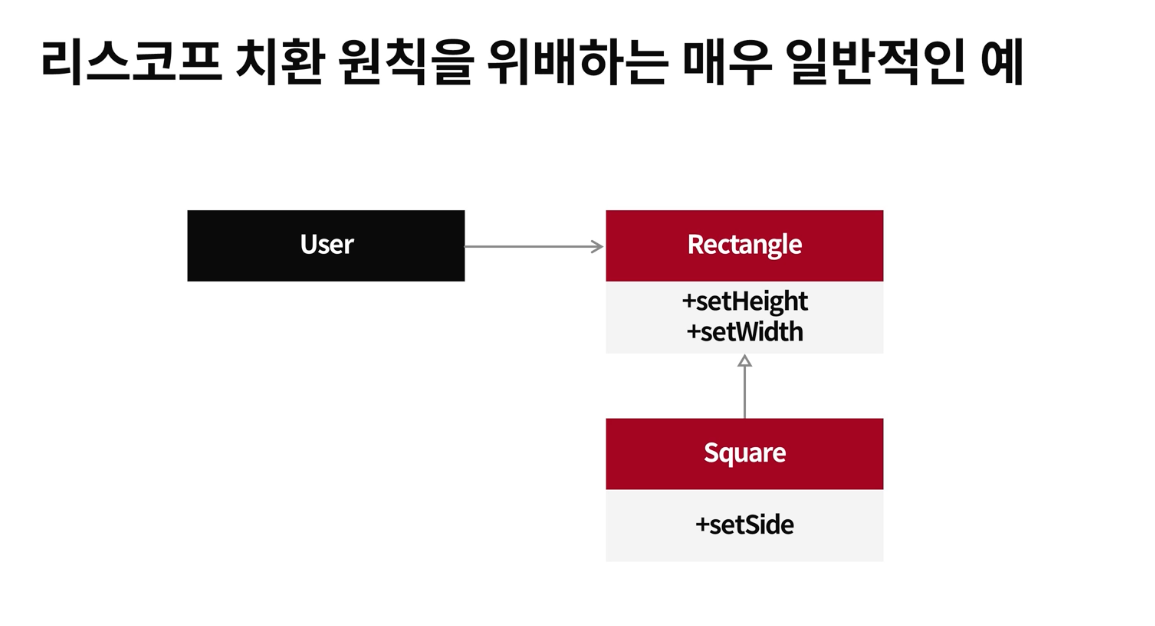 리스코프 치환 원칙을 위배하는 매우 일반적인 예
User
Rectangle
+setHeight
+setWidth
Square
+setSide